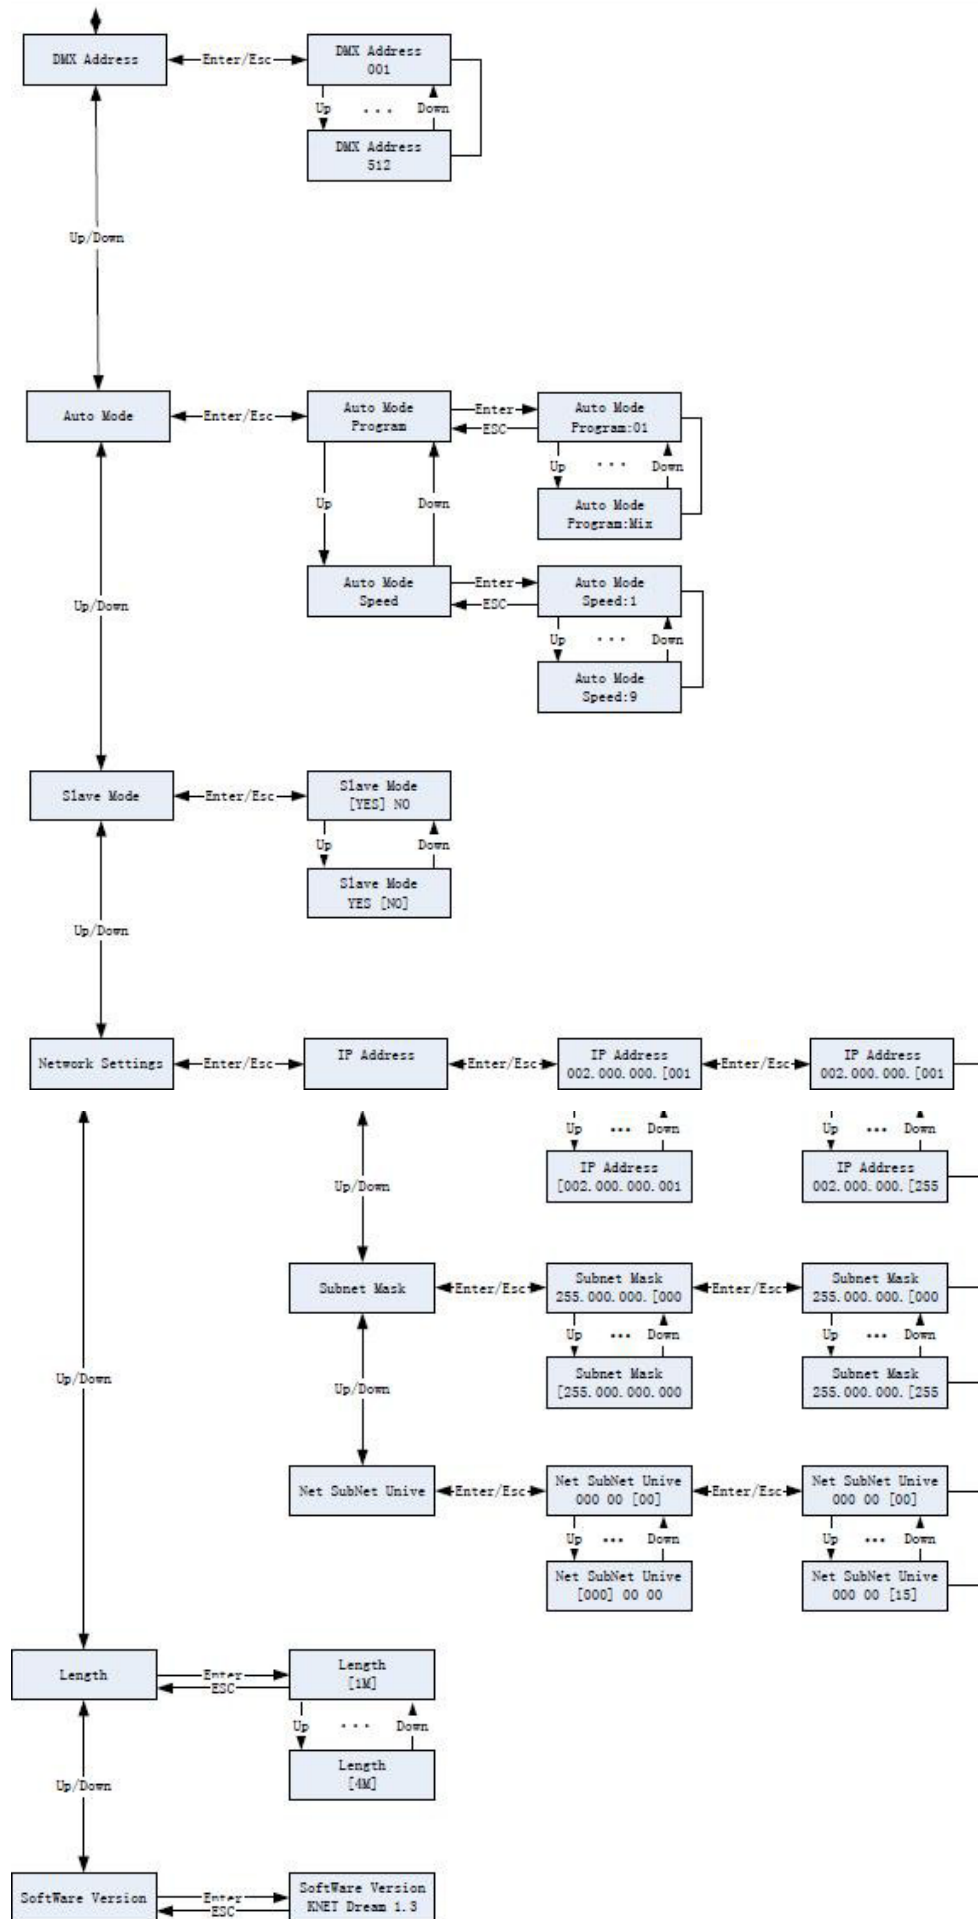 DMX Address
Enter/Esc
DMX Address
001
Up ... Down
DMX Address
512
Up/Down
Auto Mode
Enter/Esc
Auto Mode
Program
Enter
ESC
Auto Mode
Program:01
Up ... Down
Auto Mode
Program:Mix
Up
Down
Auto Mode
Speed
Enter
ESC
Auto Mode
Speed:1
Up ... Down
Auto Mode
Speed:9
Up/Down
Slave Mode
Enter/Esc
Slave Mode
[YES] NO
Up
Down
Slave Mode
YES [NO]
Up/Down
Network Settings
Enter/Esc
IP Address
Enter/Esc
IP Address
002.000.000.[001
Enter/Esc
IP Address
002.000.000.[001
Up ... Down
Up ... Down
IP Address
[002.000.000.001
IP Address
002.000.000.[255
Up/Down
Subnet Mask
Enter/Esc
Subnet Mask
255.000.000.[000
Enter/Esc
Subnet Mask
255.000.000.[000
Up ... Down
Up ... Down
Subnet Mask
[255.000.000.000
Subnet Mask
255.000.000.[255
Up/Down
Up/Down
Net SubNet Unive
Enter/Esc
Net SubNet Unive
000 00 [00]
Enter/Esc
Net SubNet Unive
000 00 [00]
Up ... Down
Up ... Down
Net SubNet Unive
[000] 00 00
Net SubNet Unive
000 00 [15]
Length
Enter
ESC
Length
[1M]
Up ... Down
Length
[4M]
Up/Down
SoftWare Version
Enter
ESC
SoftWare Version
KNET Dream 1.3